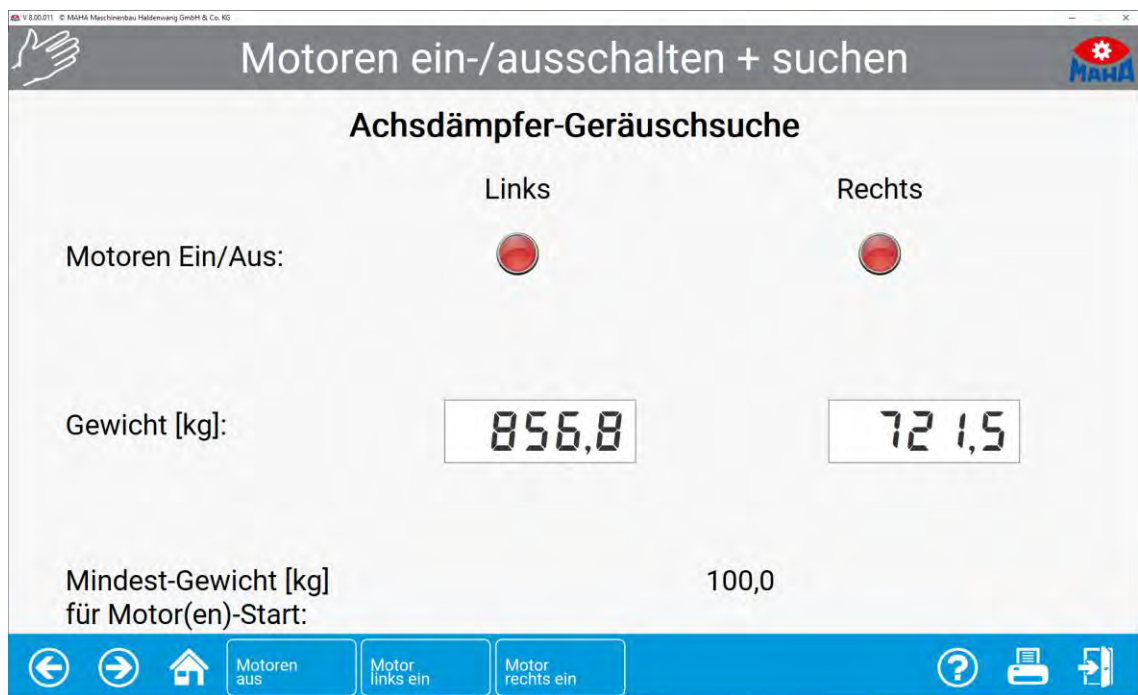 V 8.00.011 © MAHA Maschinenbau Haldenwang GmbH & Co. KG
Motoren ein-/ausschalten + suchen
MAHA
Achsdämpfer-Geräuschsuche
Links Rechts
Motoren Ein/Aus:
Gewicht [kg]: 856,8 721,5
Mindest-Gewicht [kg] 100,0
für Motor(en)-Start:
Motoren Motor Motor
aus links ein rechts ein